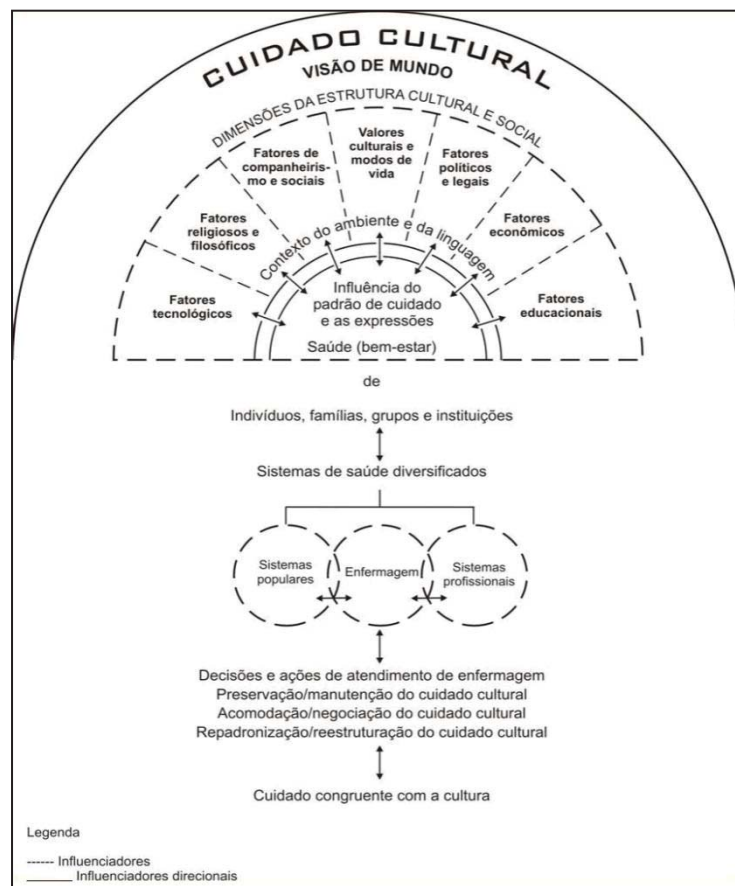 CUIDADO CULTURAL
VISÃO DE MUNDO
DIMENSÕES DA ESTRUTURA CULTURAL E SOCIAL
Fatores
tecnológicos
Fatores
religiosos e
filosóficos
Fatores de
companheiris-
mo e sociais
Valores
culturais e
modos de
vida
Fatores
políticos
e legais
Fatores
econômicos
Fatores
educacionais
Contexto do ambiente e da linguagem
Influência do
padrão de cuidado
e as expressões
Saúde (bem-estar)
de
Indivíduos, famílias, grupos e instituições
Sistemas de saúde diversificados
Sistemas
populares
Enfermagem
Sistemas
profissionais
Decisões e ações de atendimento de enfermagem
Preservação/manutenção do cuidado cultural
Acomodação/negociação do cuidado cultural
Repadronização/reestruturação do cuidado cultural
Cuidado congruente com a cultura
Legenda
------ Influenciadores
______ Influenciadores direcionais